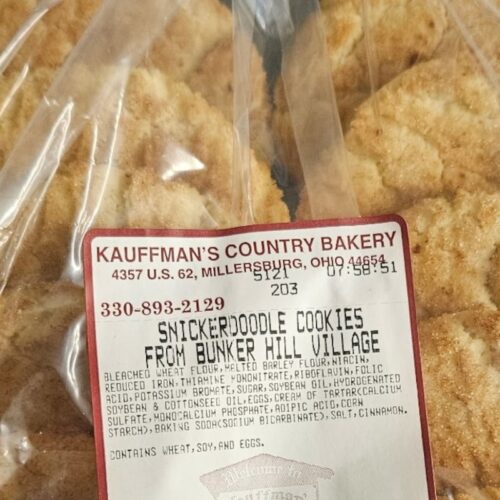 KAUFFMAN'S COUNTRY BAKERY
4357 U.S. 62, MILLERSBURG, OHIO 44654
5121 07:58:51
203
330-893-2129
SNICKERDOODLE COOKIES
FROM BUNKER HILL VILLAGE
BLEACHED WHEAT FLOUR,MALTED BARLEY FLOUR,NIACIN,
REDUCED IRON,THIAMINE MONONITRATE,RIBOFLAVIN,FOLIC
ACID,POTASSIUM BROMATE,SUGAR,SOYBEAN OIL,HYDROGENATED
SOYBEAN & COTTONSEED OIL,EGGS,CREAM OF TARTAR(CALCIUM
SULFATE,MONOCALCIUM PHOSPHATE,ADIPIC ACID,CORN
STARCH),BAKING SODA(SODIUM BICARBONATE),SALT,CINNAMON.
CONTAINS WHEAT,SOY,AND EGGS.
Welcome to
Kauffman'